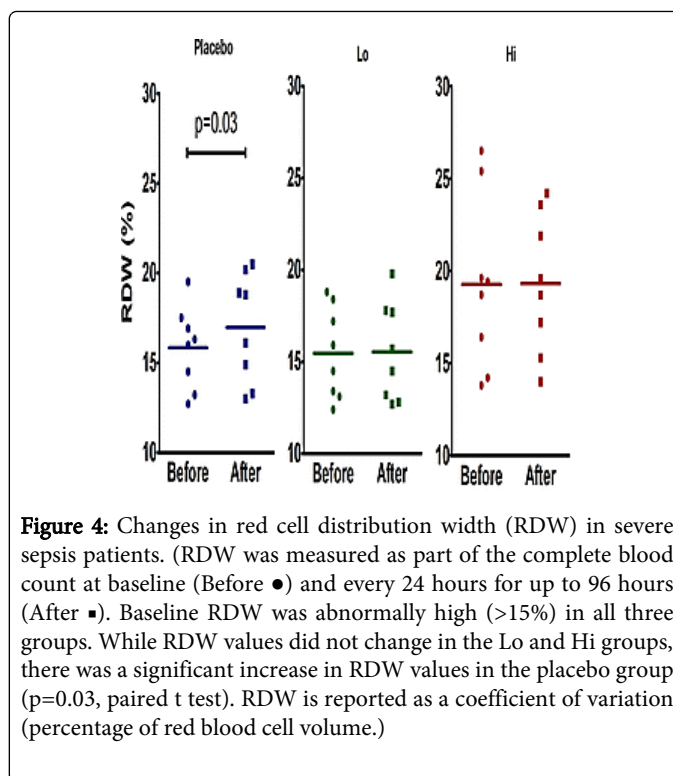 Placebo
Lo
Hi
RDW (%)
30
25
20
15
10
p=0.03
Before
After
30
25
20
15
10
Before
After
30
25
20
15
10
Before
After
Figure 4: Changes in red cell distribution width (RDW) in severe
sepsis patients. (RDW was measured as part of the complete blood
count at baseline (Before ●) and every 24 hours for up to 96 hours
(After ▪). Baseline RDW was abnormally high (>15%) in all three
groups. While RDW values did not change in the Lo and Hi groups,
there was a significant increase in RDW values in the placebo group
(p=0.03, paired t test). RDW is reported as a coefficient of variation
(percentage of red blood cell volume.)